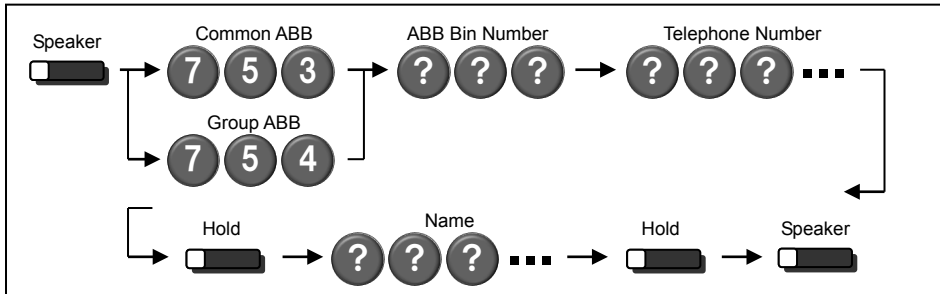 Speaker
Common ABB
7 5 3
ABB Bin Number
? ? ?
Telephone Number
? ? ?
Group ABB
7 5 4
Hold
Name
? ? ?
Hold
Speaker